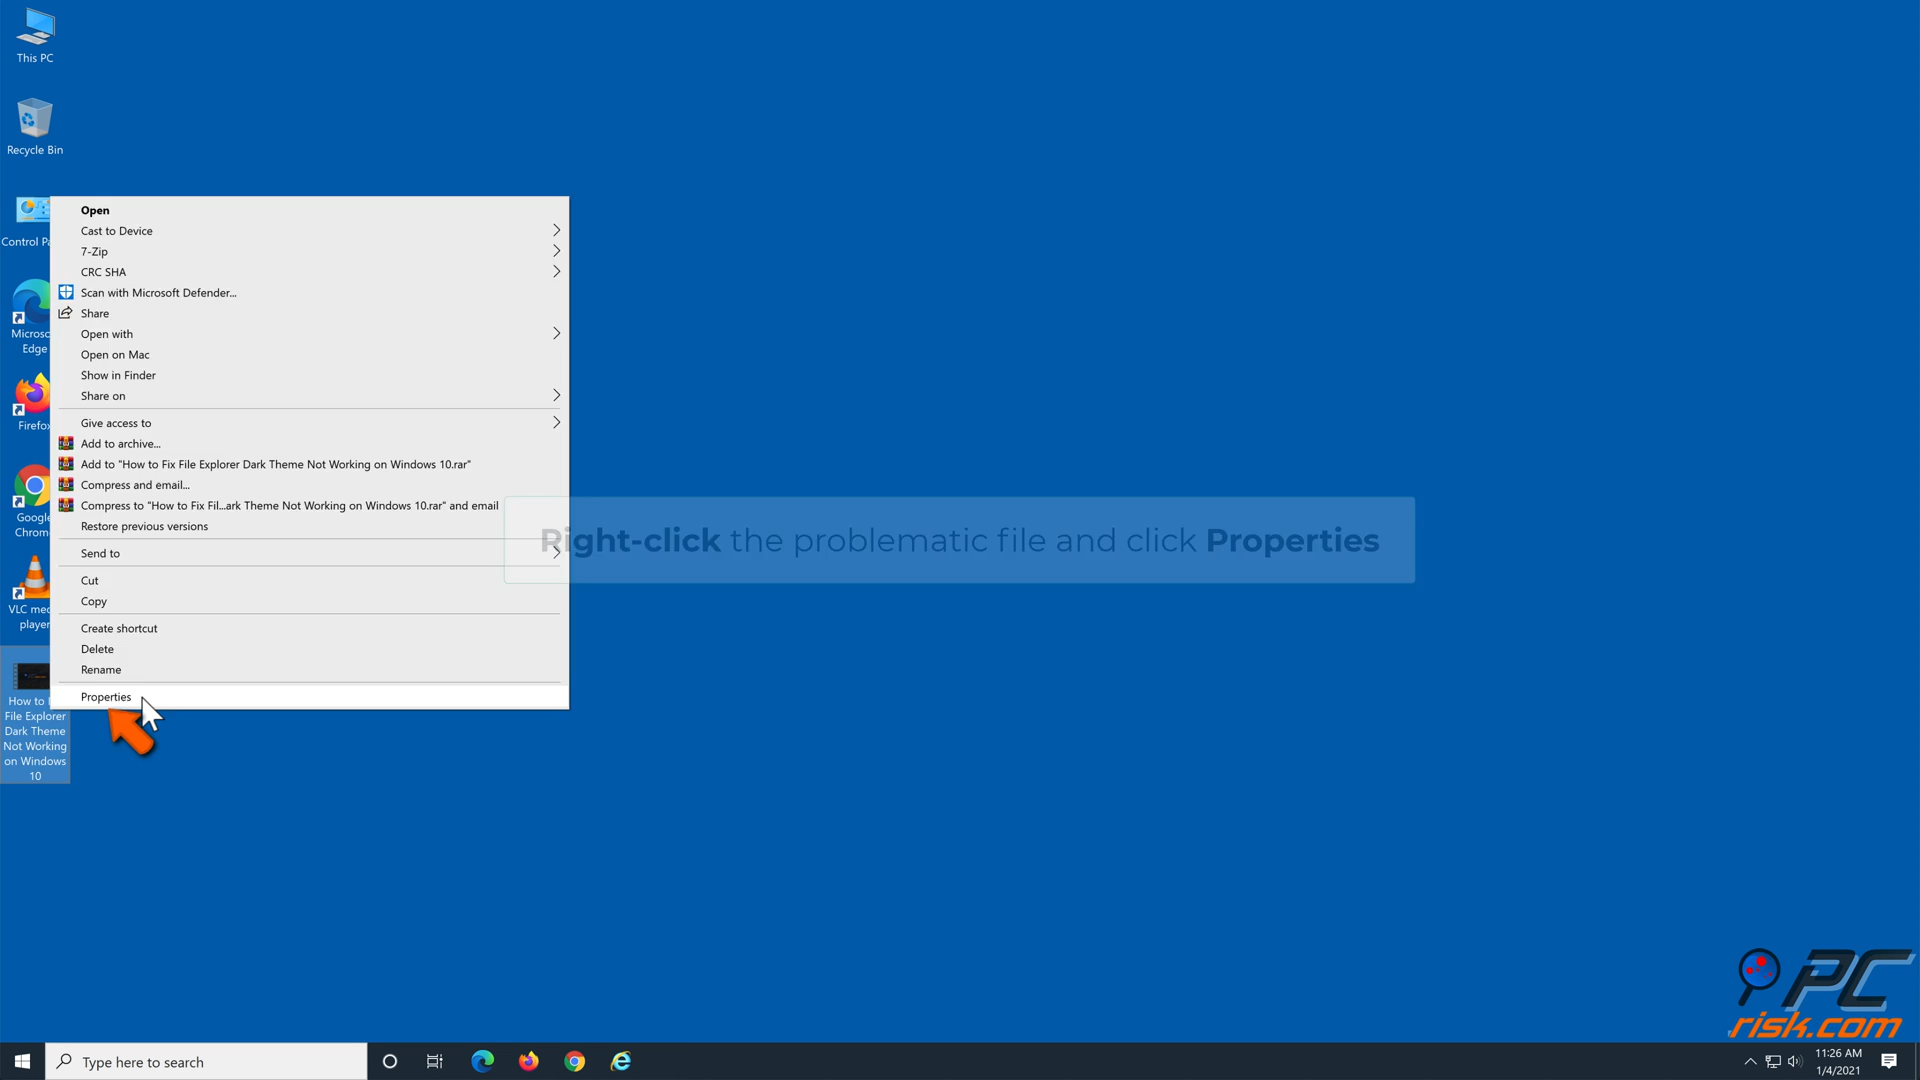 This PC
Recycle Bin
Control Pa
Microso
Edge
Firefox
Google
Chrome
VLC med
player
How to F
File Explorer
Dark Theme
Not Working
on Windows
10
Open
Cast to Device
7-Zip
CRC SHA
Scan with Microsoft Defender...
Share
Open with
Open on Mac
Show in Finder
Share on
Give access to
Add to archive...
Add to "How to Fix File Explorer Dark Theme Not Working on Windows 10.rar"
Compress and email...
Compress to "How to Fix Fil...ark Theme Not Working on Windows 10.rar" and email
Restore previous versions
Send to
Cut
Copy
Create shortcut
Delete
Rename
Properties
Right-click the problematic file and click Properties
PC
risk.com
Type here to search
11:26 AM
1/4/2021